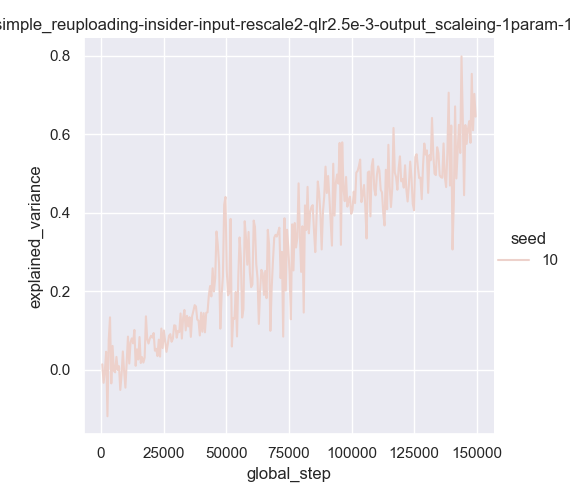 simple_reuploading-insider-input-rescale2-qlr2.5e-3-output_scaleing-1param-1
0.8
0.6
0.4
0.2
0.0
explained_variance
0 25000 50000 75000 100000 125000 150000
global_step
seed
10